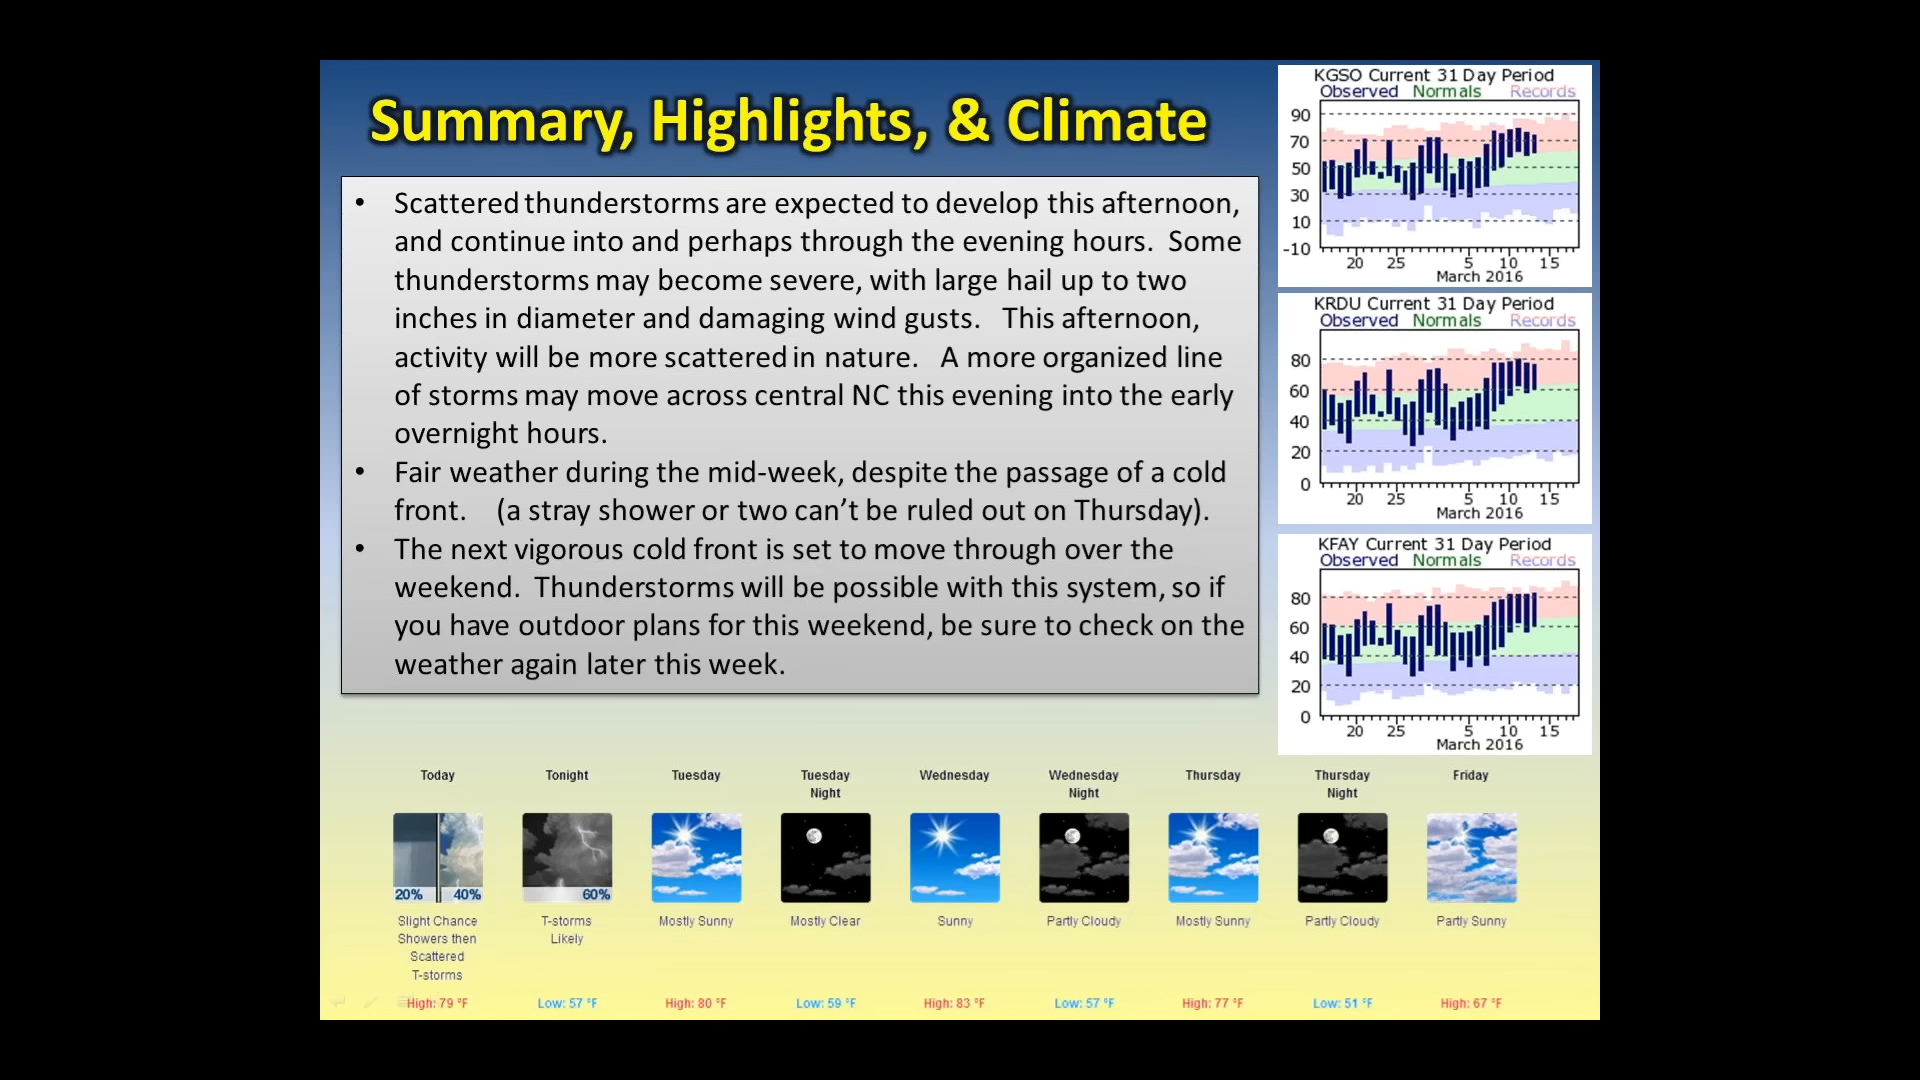 Summary, Highlights, & Climate
• Scattered thunderstorms are expected to develop this afternoon,
and continue into and perhaps through the evening hours. Some
thunderstorms may become severe, with large hail up to two
inches in diameter and damaging wind gusts. This afternoon,
activity will be more scattered in nature. A more organized line
of storms may move across central NC this evening into the early
overnight hours.
• Fair weather during the mid-week, despite the passage of a cold
front. (a stray shower or two can’t be ruled out on Thursday).
• The next vigorous cold front is set to move through over the
weekend. Thunderstorms will be possible with this system, so if
you have outdoor plans for this weekend, be sure to check on the
weather again later this week.
KGSO Current 31 Day Period
Observed Normals Records
90
70
50
30
10
-10
20 25 5 10 15
March 2016
KRDU Current 31 Day Period
Observed Normals Records
80
60
40
20
0
20 25 5 10 15
March 2016
KFAY Current 31 Day Period
Observed Normals Records
80
60
40
20
0
20 25 5 10 15
March 2016
Today Tonight Tuesday Tuesday Wednesday Wednesday Thursday Thursday Friday
Night Night Night
20% 40% 60%
Slight Chance T-storms Mostly Sunny Mostly Clear Sunny Partly Cloudy Mostly Sunny Partly Cloudy Partly Sunny
Showers then Likely
Scattered
T-storms
High: 79 °F Low: 57 °F High: 80 °F Low: 59 °F High: 83 °F Low: 57 °F High: 77 °F Low: 51 °F High: 67 °F